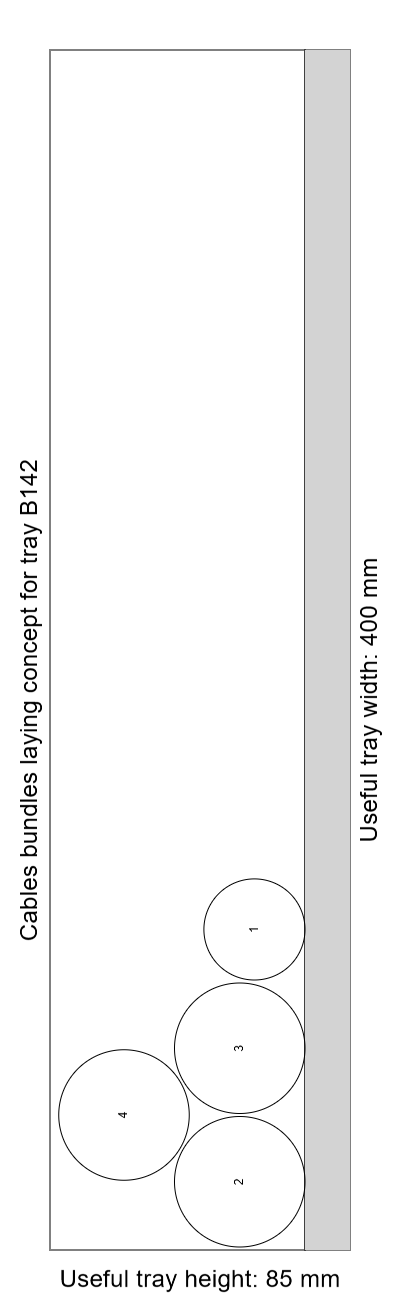 Cables bundles laying concept for tray B142
1
3
4
2
Useful tray width: 400 mm
Useful tray height: 85 mm